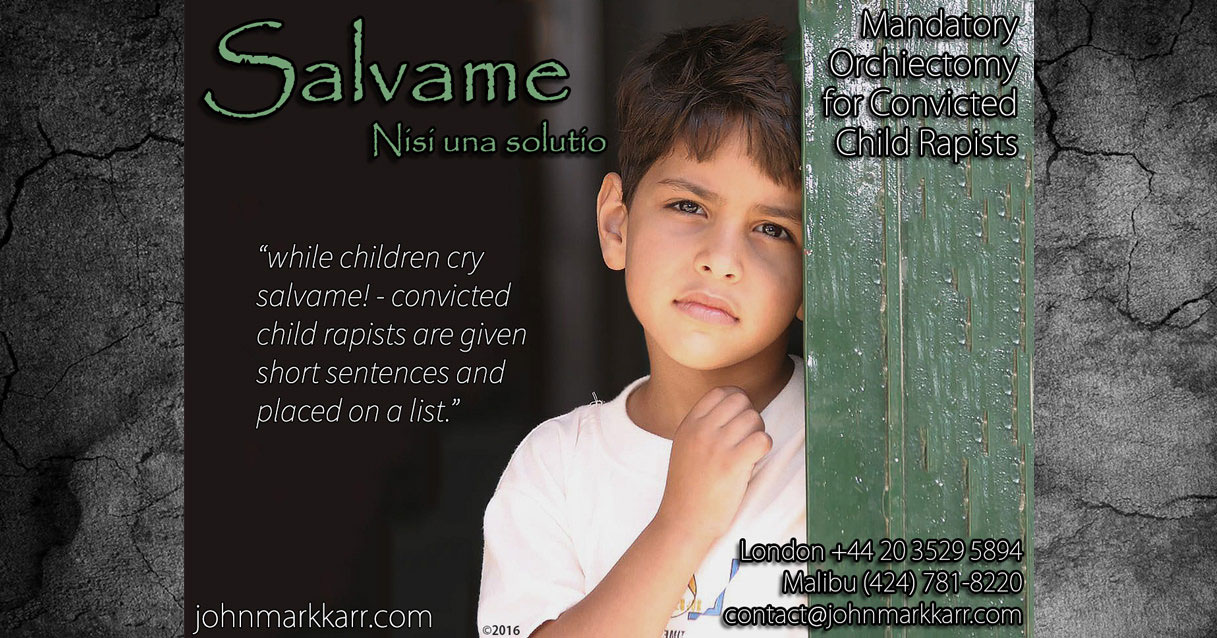 Salvame
Nisi una solutio
Mandatory
Orchiectomy
for Convicted
Child Rapists
“while children cry
salvame! - convicted
child rapists are given
short sentences and
placed on a list.”
London +44 20 3529 5894
Malibu (424) 781-8220
contact@johnmarkkarr.com
johnmarkkarr.com
©2016